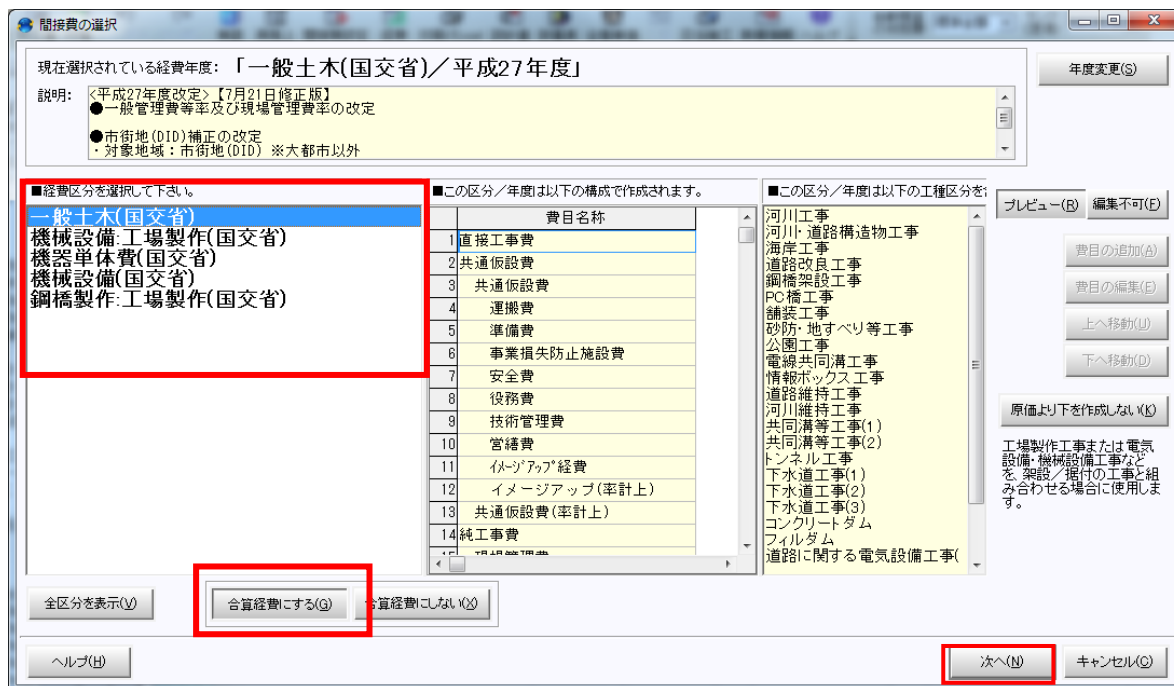 間接費の選択
現在選択されている経費年度: 「一般土木(国交省)／平成27年度」
年度変更(S)
説明:
<平成27年度改定>【7月21日修正版】
●一般管理費等率及び現場管理費率の改定
●市街地(DID)補正の改定
・対象地域：市街地(DID) ※大都市以外
■経費区分を選択して下さい。
一般土木(国交省)
機械設備:工場製作(国交省)
機器単体費(国交省)
機械設備(国交省)
鋼橋製作:工場製作(国交省)
■この区分／年度は以下の構成で作成されます。
費目名称
1 直接工事費
2 共通仮設費
3 共通仮設費
4 運搬費
5 準備費
6 事業損失防止施設費
7 安全費
8 役務費
9 技術管理費
10 営繕費
11 ｲﾒｰｼﾞｱｯﾌﾟ経費
12 イメージアップ(率計上)
13 共通仮設費(率計上)
14 純工事費
15 現場管理費
■この区分／年度は以下の工種区分を
河川工事
河川・道路構造物工事
海岸工事
道路改良工事
鋼橋架設工事
PC橋工事
舗装工事
砂防・地すべり等工事
公園工事
電線共同溝工事
情報ボックス工事
道路維持工事
河川維持工事
共同溝等工事(1)
共同溝等工事(2)
トンネル工事
下水道工事(1)
下水道工事(2)
下水道工事(3)
コンクリートダム
フィルダム
道路に関する電気設備工事(
プレビュー(R) 編集不可(E)
費目の追加(A)
費目の編集(E)
上へ移動(U)
下へ移動(D)
原価より下を作成しない(K)
工場製作工事または電気
設備・機械設備工事など
を、架設／据付の工事と組
み合わせる場合に使用しま
す。
全区分を表示(V)
合算経費にする(G)
合算経費にしない(X)
ヘルプ(H)
次へ(N)
キャンセル(C)